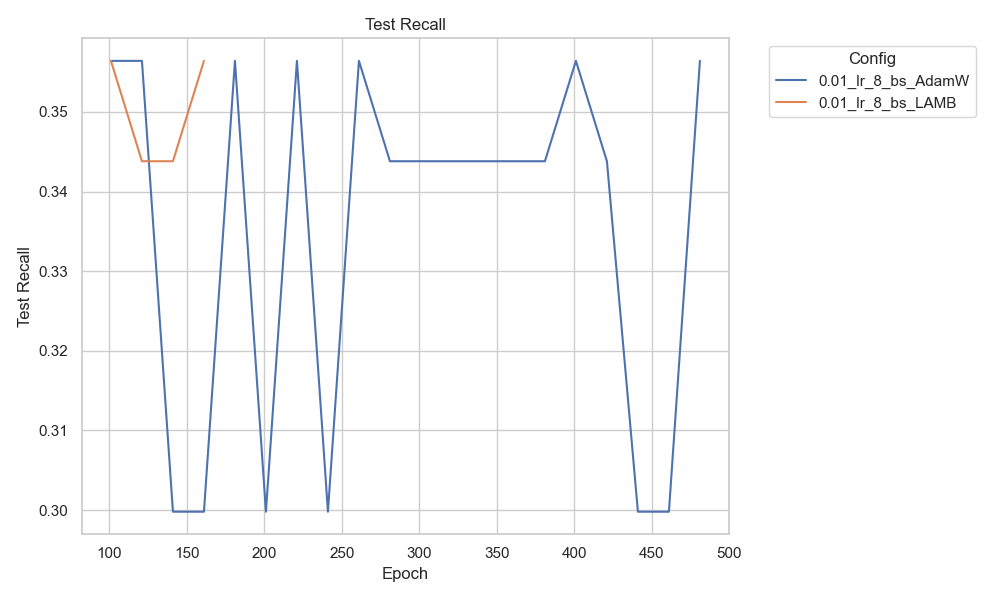 Test Recall
Config
0.01_lr_8_bs_AdamW
0.01_lr_8_bs_LAMB
Test Recall
0.35
0.34
0.33
0.32
0.31
0.30
100 150 200 250 300 350 400 450 500
Epoch